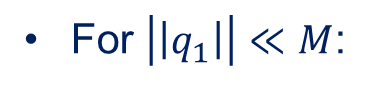 • For ||q₁|| ≪ M: